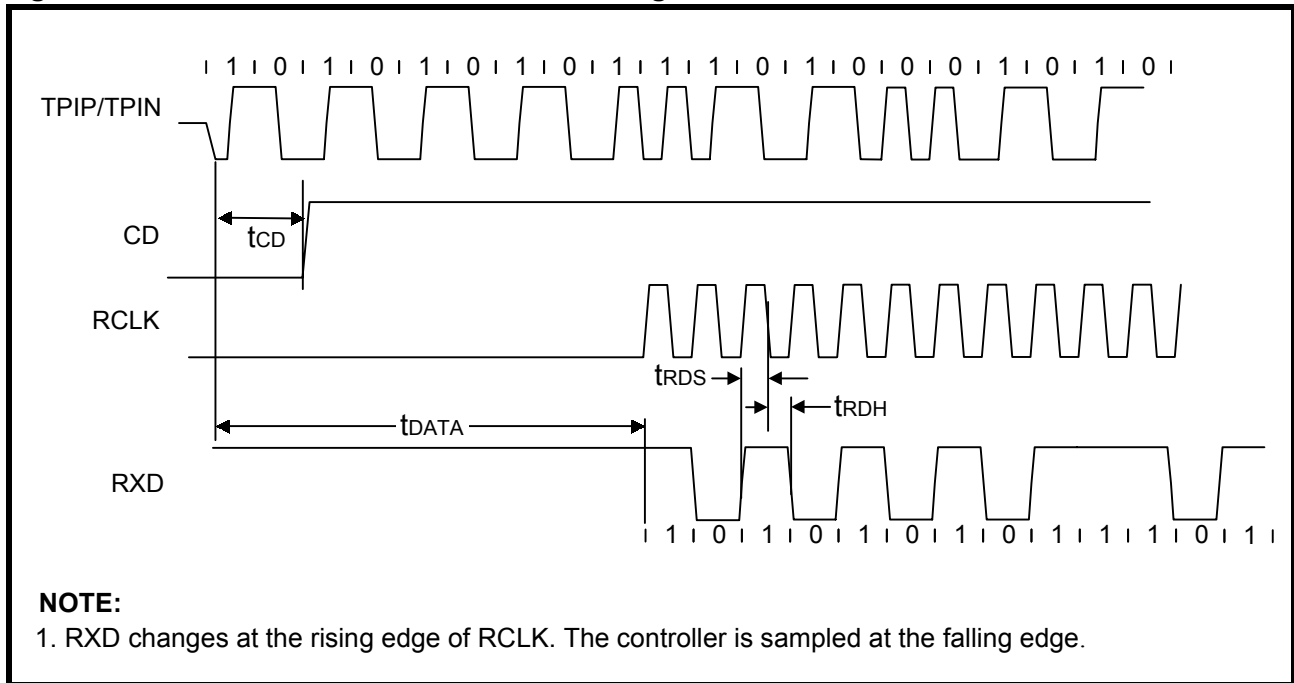 1 0 1 0 1 0 1 0 1 1 1 0 1 0 0 0 1 0 1 0
TPIP/TPIN
CD
tCD
RCLK
tRDS
tRDH
tDATA
RXD
1 0 1 0 1 0 1 0 1 1 1 0 1
NOTE:
1. RXD changes at the rising edge of RCLK. The controller is sampled at the falling edge.